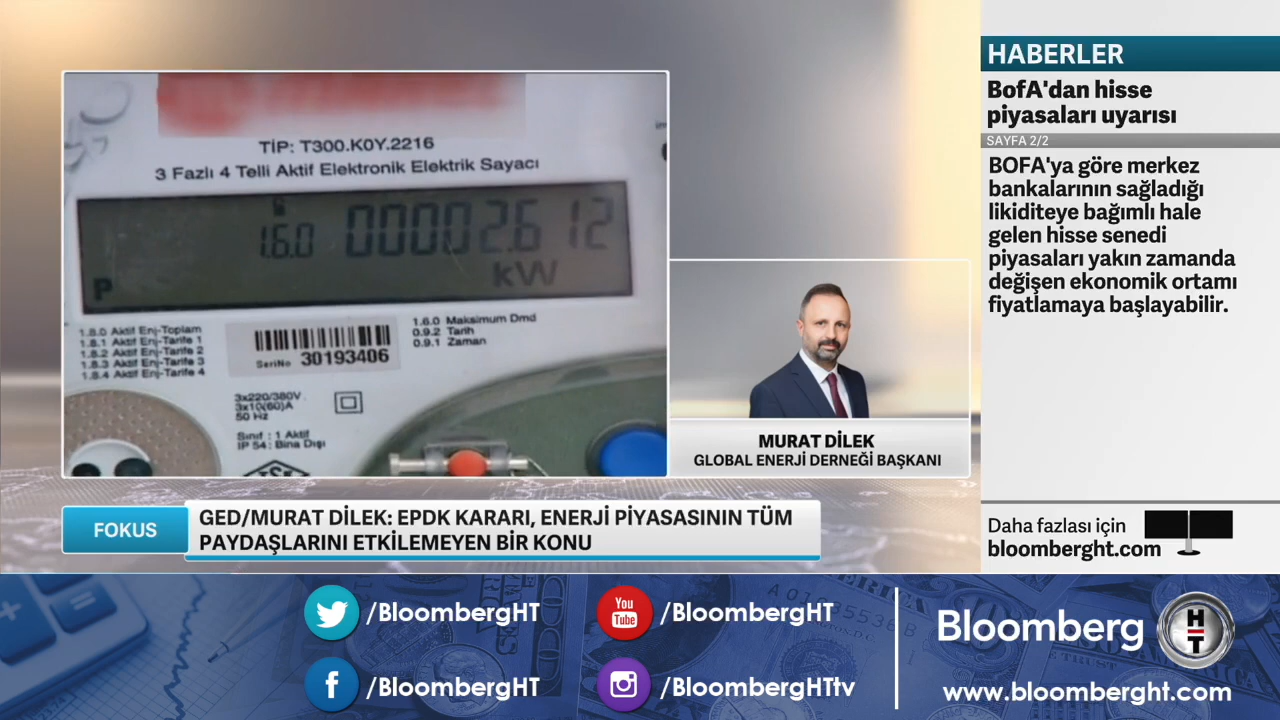 TİP: T300.K0Y.2216
3 Fazlı 4 Telli Aktif Elektronik Elektrik Sayacı
1.6.0 00002.612
kW
P
1.8.0 Aktif Enj-Toplam
1.8.1 Aktif Enj-Tarife 1
1.8.2 Aktif Enj-Tarife 2
1.8.3 Aktif Enj-Tarife 3
1.8.4 Aktif Enj-Tarife 4
SeriNo 30193406
1.6.0 Maksimum Dmd
0.9.2 Tarih
0.9.1 Zaman
3x220/380V
3x10(60)A
50 Hz
Sınıf : 1 Aktif
IP 54: Bina Dışı
TSE
MURAT DİLEK
GLOBAL ENERJİ DERNEĞİ BAŞKANI
FOKUS
GED/MURAT DİLEK: EPDK KARARI, ENERJİ PİYASASININ TÜM
PAYDAŞLARINI ETKİLEMEYEN BİR KONU
HABERLER
BofA'dan hisse
piyasaları uyarısı
SAYFA 2/2
BOFA'ya göre merkez
bankalarının sağladığı
likiditeye bağımlı hale
gelen hisse senedi
piyasaları yakın zamanda
değişen ekonomik ortamı
fiyatlamaya başlayabilir.
Daha fazlası için
bloomberght.com
/BloombergHT
You
Tube
/BloombergHT
/BloombergHT
/BloombergHTtv
Bloomberg HT
www.bloomberght.com